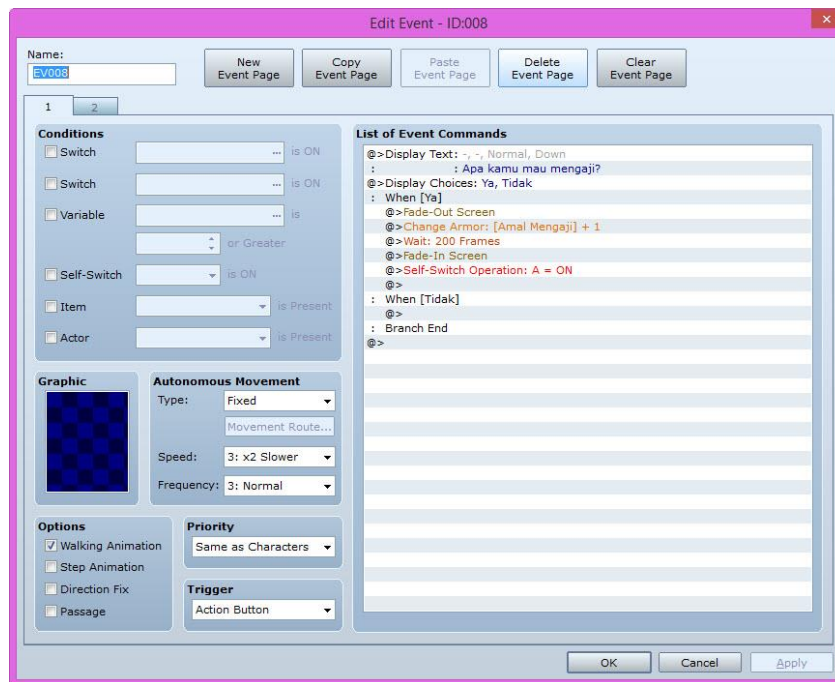 Edit Event - ID:008
Name:
EV008
New
Event Page
Copy
Event Page
Paste
Event Page
Delete
Event Page
Clear
Event Page
1
2
Conditions
Switch
... is ON
Switch
... is ON
Variable
... is
or Greater
Self-Switch
is ON
Item
is Present
Actor
is Present
Graphic
Autonomous Movement
Type:
Fixed
Movement Route...
Speed:
3: x2 Slower
Frequency:
3: Normal
Options
Walking Animation
Step Animation
Direction Fix
Passage
Priority
Same as Characters
Trigger
Action Button
List of Event Commands
@>Display Text: -, -, Normal, Down
: : Apa kamu mau mengaji?
@>Display Choices: Ya, Tidak
: When [Ya]
@>Fade-Out Screen
@>Change Armor: [Amal Mengaji] + 1
@>Wait: 200 Frames
@>Fade-In Screen
@>Self-Switch Operation: A = ON
@>
: When [Tidak]
@>
: Branch End
@>
OK
Cancel
Apply